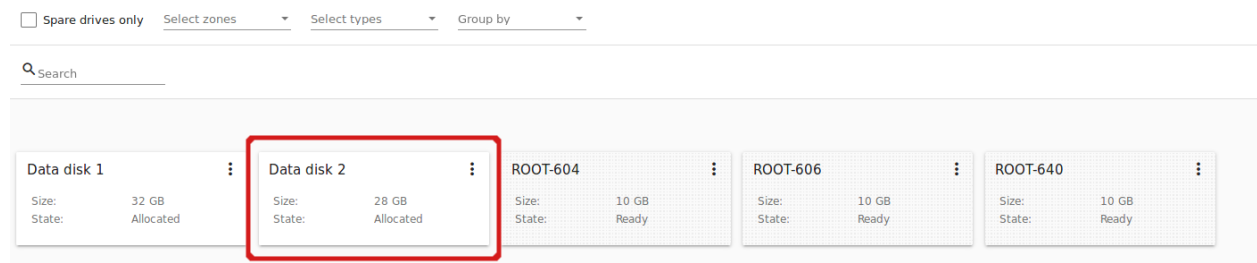 Spare drives only Select zones Select types Group by
Search
Data disk 1
Size: 32 GB
State: Allocated
Data disk 2
Size: 28 GB
State: Allocated
ROOT-604
Size: 10 GB
State: Ready
ROOT-606
Size: 10 GB
State: Ready
ROOT-640
Size: 10 GB
State: Ready